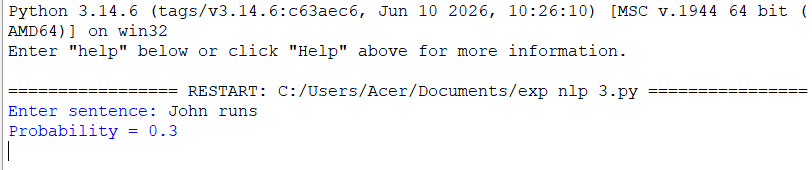 Python 3.14.6 (tags/v3.14.6:c63aec6, Jun 10 2026, 10:26:10) [MSC v.1944 64 bit (
AMD64)] on win32
Enter "help" below or click "Help" above for more information.
================= RESTART: C:/Users/Acer/Documents/exp nlp 3.py ================
Enter sentence: John runs
Probability = 0.3